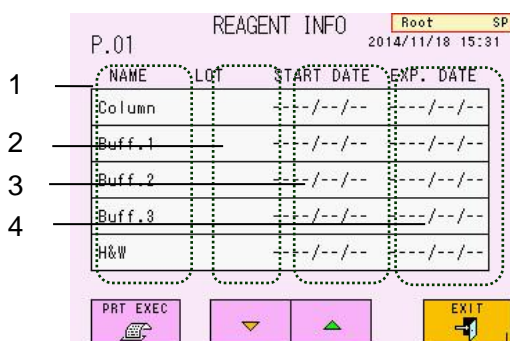 REAGENT INFO
Root SP
P.01
2014/11/18 15:31
NAME LOT START DATE EXP. DATE
1
Column ----/--/-- ----/--/--
2
Buff.1 ----/--/-- ----/--/--
3
Buff.2 ----/--/-- ----/--/--
4
Buff.3 ----/--/-- ----/--/--
H&W ----/--/-- ----/--/--
PRT EXEC EXIT